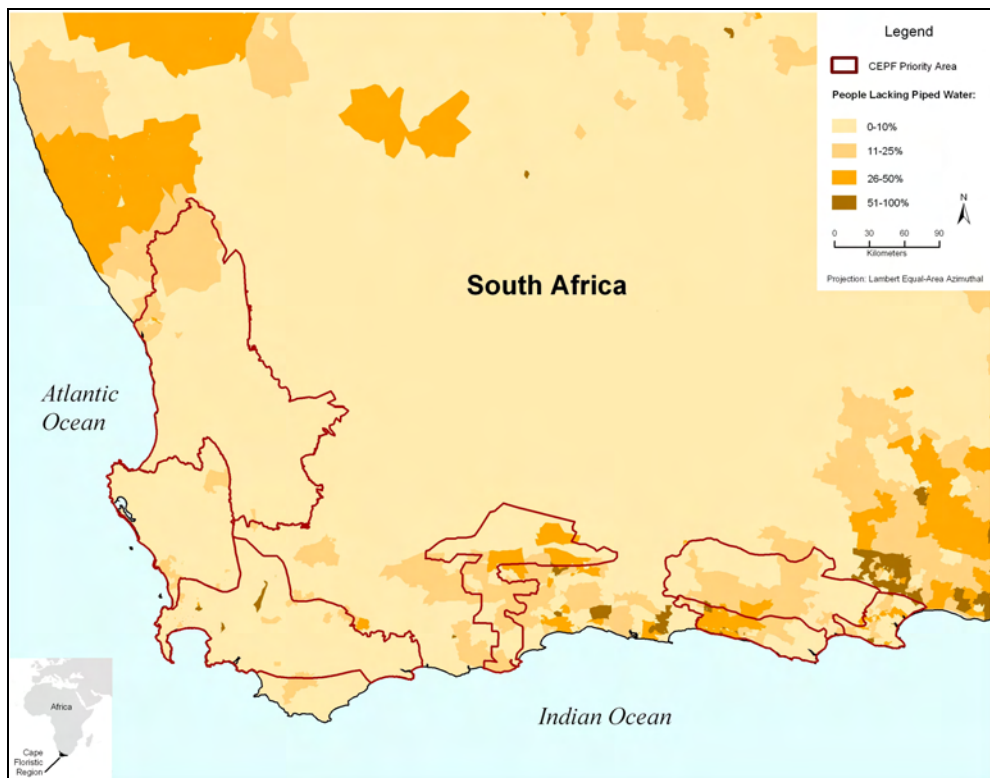 Legend
CEPF Priority Area
People Lacking Piped Water:
0-10%
11-25%
26-50%
51-100%
N
0 30 60 90
Kilometers
Projection: Lambert Equal-Area Azimuthal
South Africa
Atlantic
Ocean
Indian Ocean
Africa
Cape
Floristic
Region